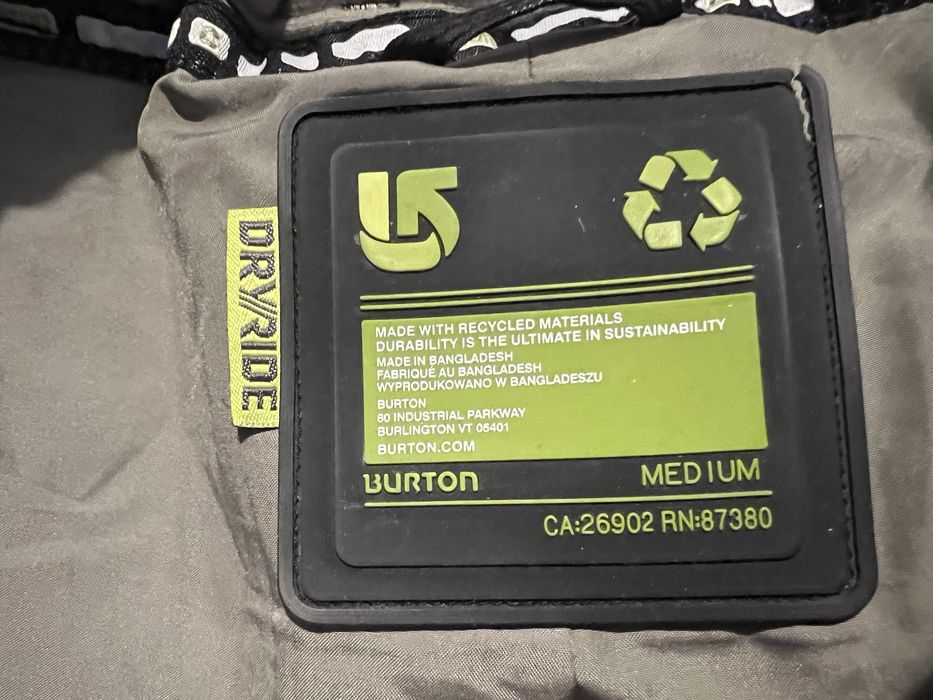 DRY//RIDE
MADE WITH RECYCLED MATERIALS
DURABILITY IS THE ULTIMATE IN SUSTAINABILITY
MADE IN BANGLADESH
FABRIQUÉ AU BANGLADESH
WYPRODUKOWANO W BANGLADESZU
BURTON
80 INDUSTRIAL PARKWAY
BURLINGTON VT 05401
BURTON.COM
BURTON
MEDIUM
CA:26902 RN:87380